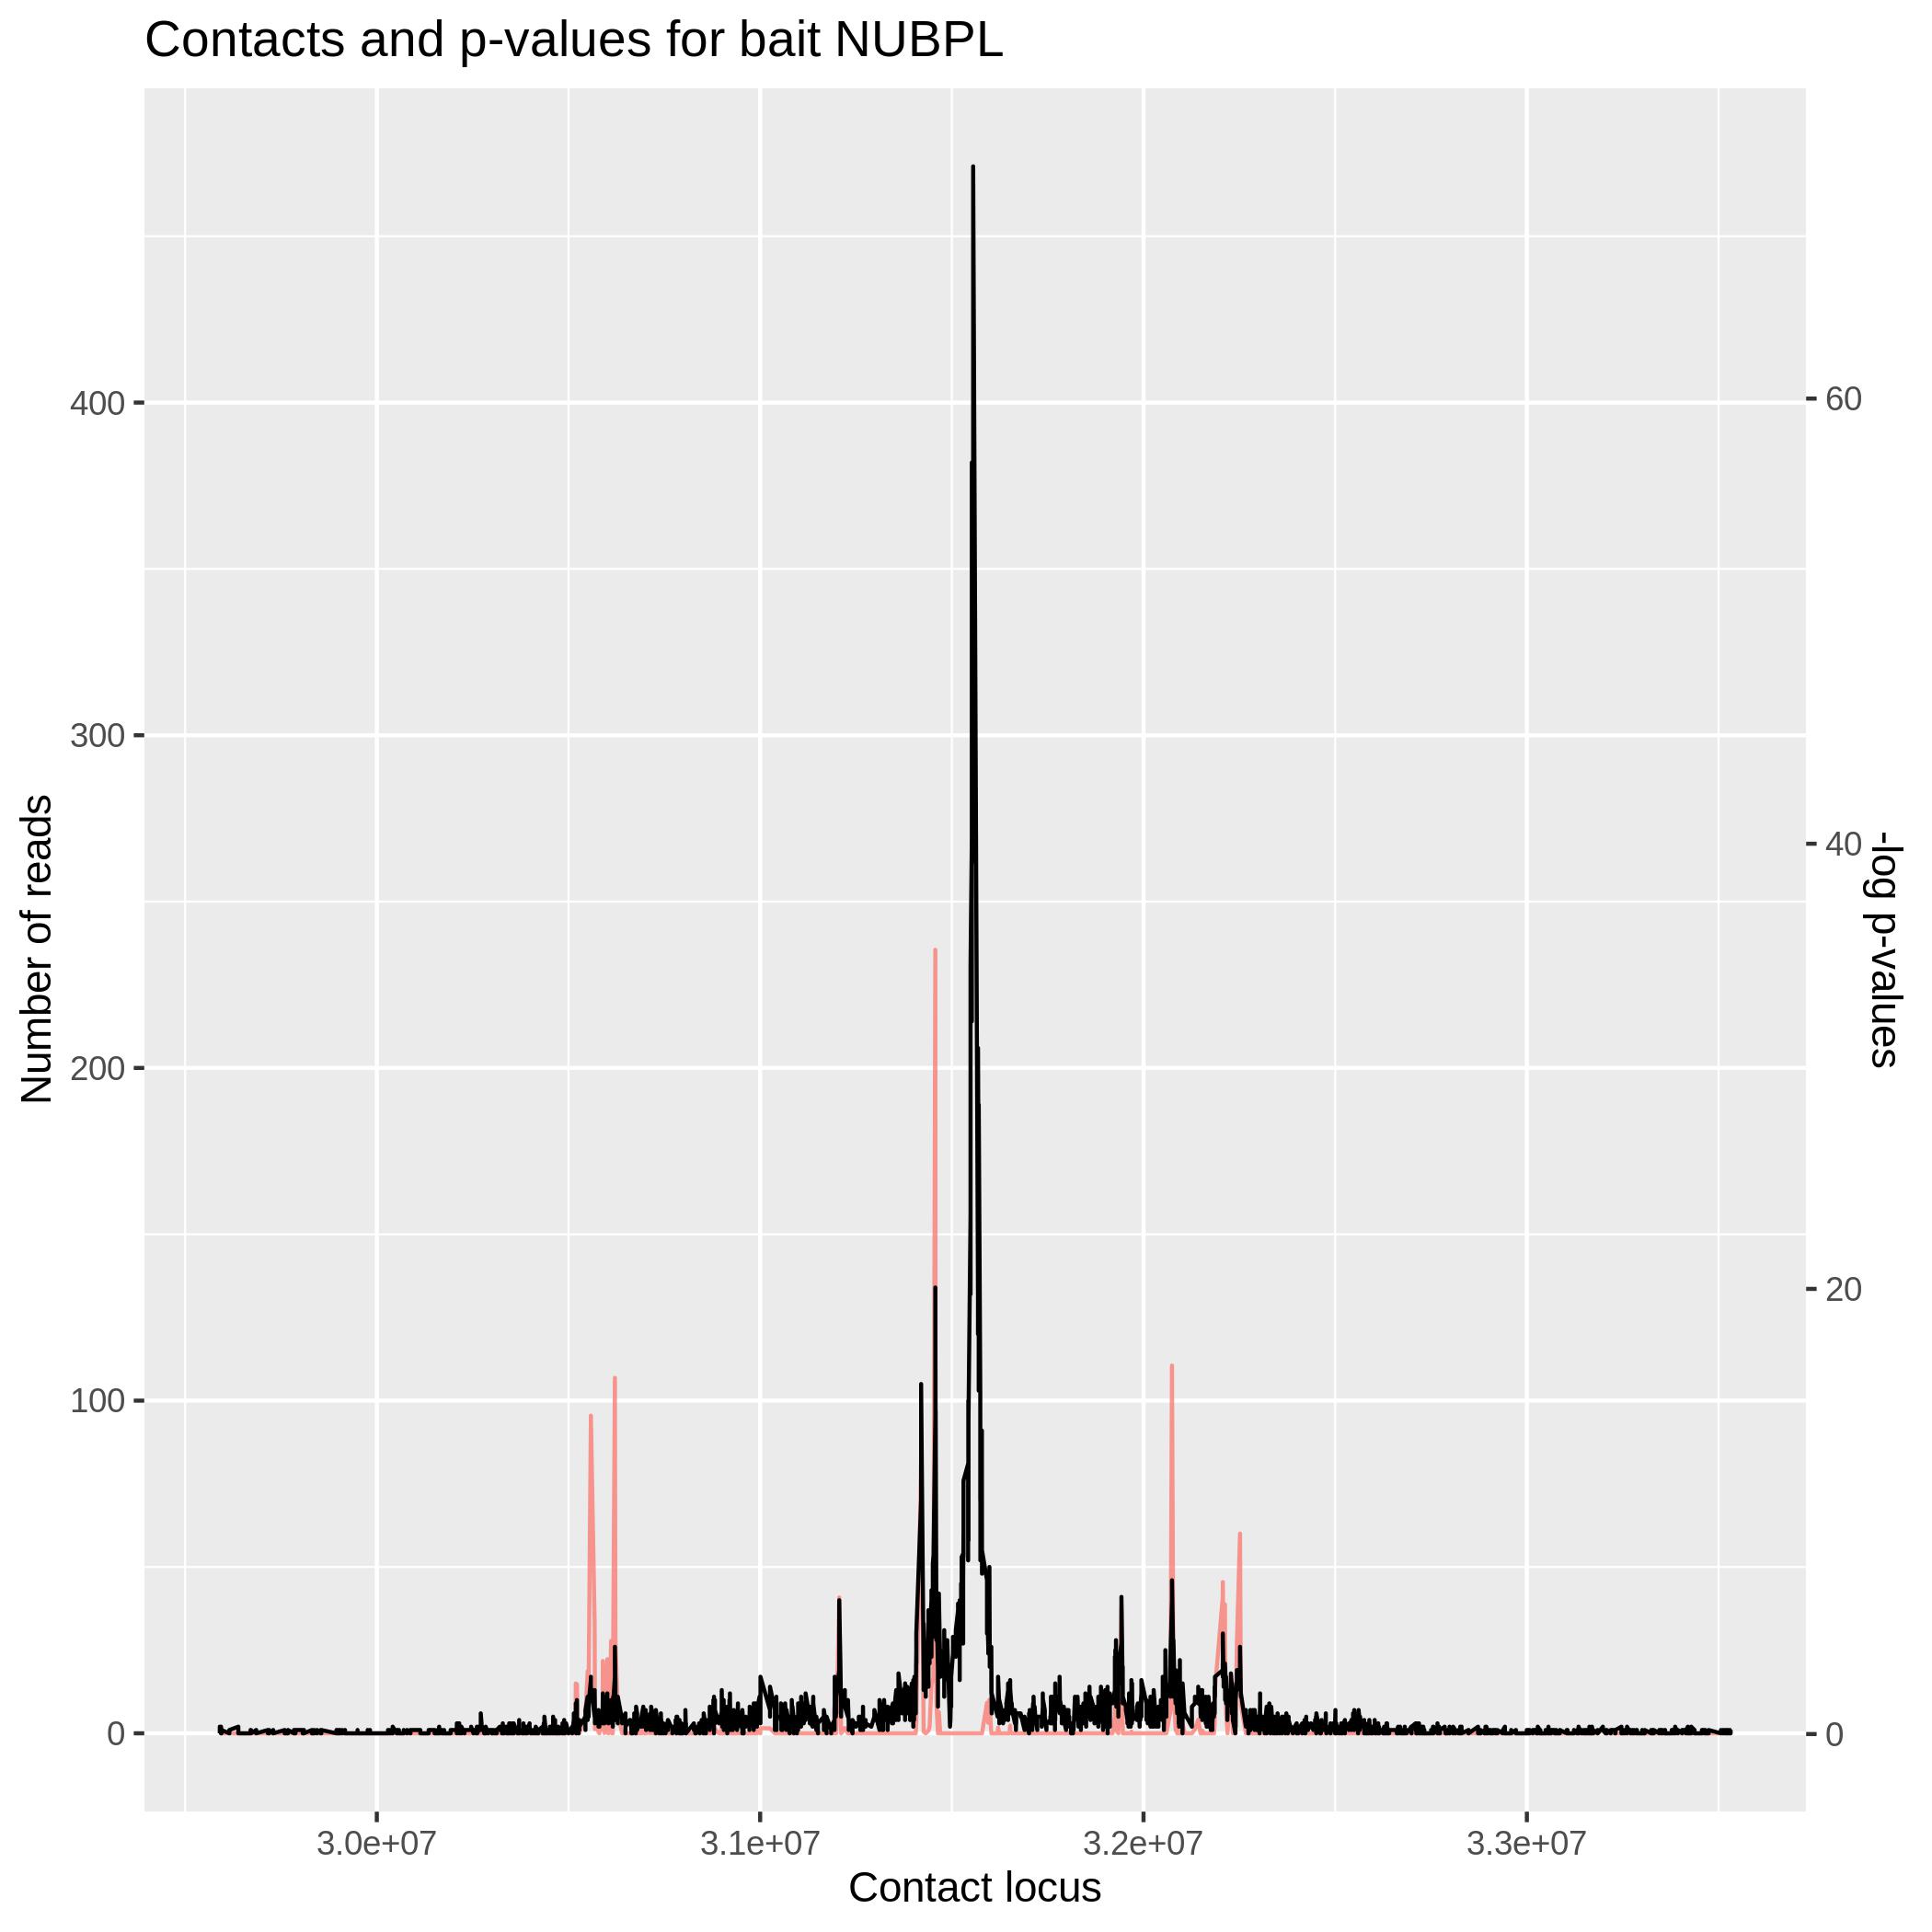 Contacts and p-values for bait NUBPL
Number of reads
400
300
200
100
0
60
40
20
0
-log p-values
3.0e+07
3.1e+07
3.2e+07
3.3e+07
Contact locus